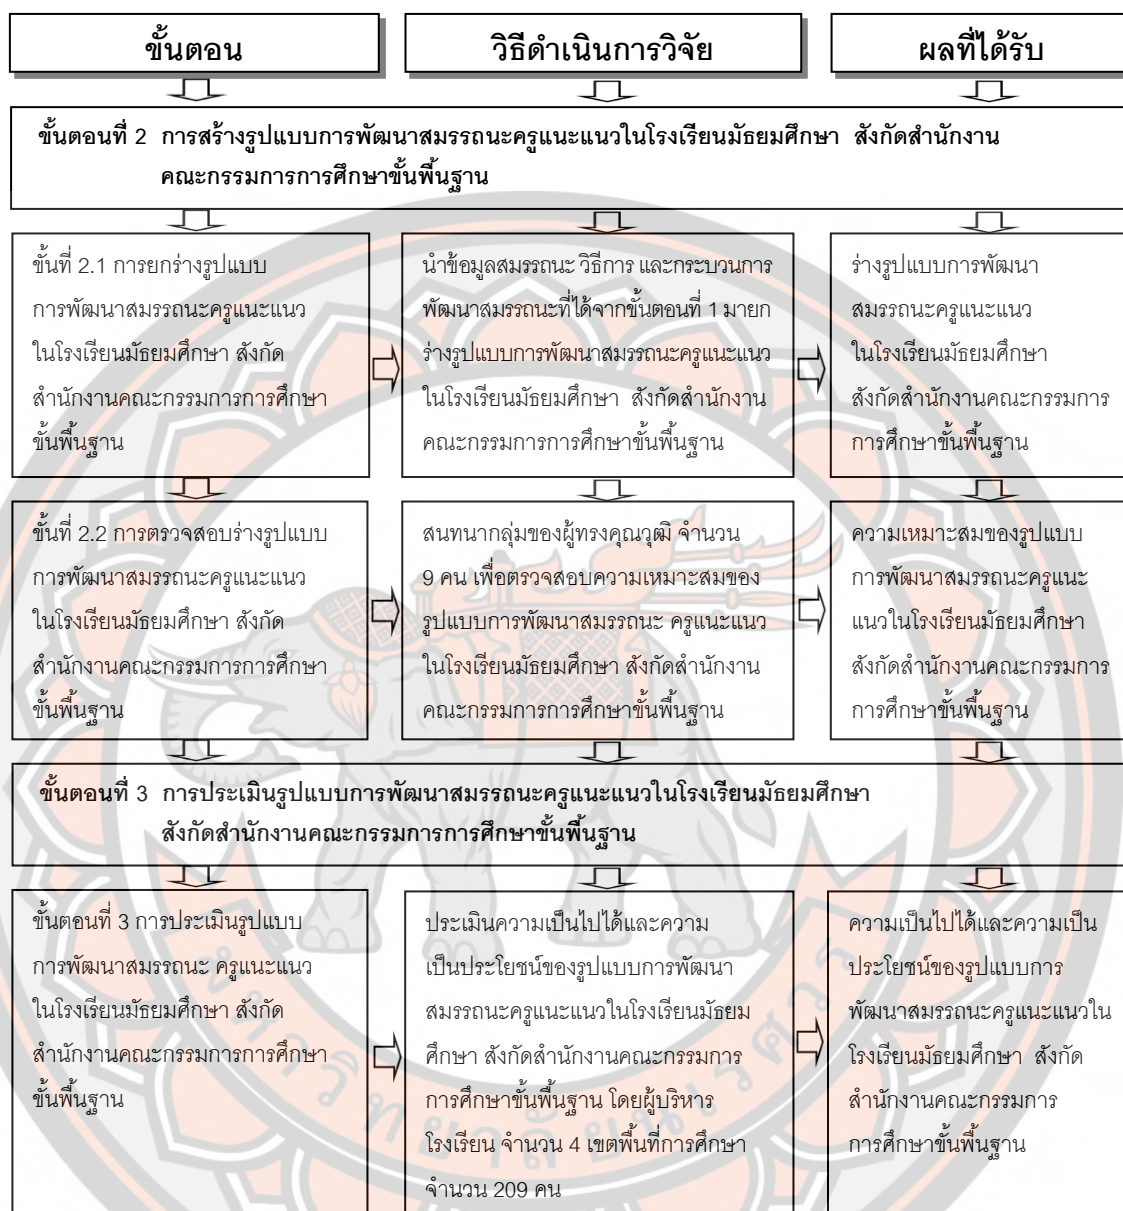 ขั้นตอน
วิธีดำเนินการวิจัย
ผลที่ได้รับ
ขั้นตอนที่ 2 การสร้างรูปแบบการพัฒนาสมรรถนะครูแนะแนวในโรงเรียนมัธยมศึกษา สังกัดสำนักงาน
คณะกรรมการการศึกษาขั้นพื้นฐาน
ขั้นที่ 2.1 การยกร่างรูปแบบ
การพัฒนาสมรรถนะครูแนะแนว
ในโรงเรียนมัธยมศึกษา สังกัด
สำนักงานคณะกรรมการการศึกษา
ขั้นพื้นฐาน
นำข้อมูลสมรรถนะ วิธีการ และกระบวนการ
พัฒนาสมรรถนะที่ได้จากขั้นตอนที่ 1 มายก
ร่างรูปแบบการพัฒนาสมรรถนะครูแนะแนว
ในโรงเรียนมัธยมศึกษา สังกัดสำนักงาน
คณะกรรมการการศึกษาขั้นพื้นฐาน
ร่างรูปแบบการพัฒนา
สมรรถนะครูแนะแนว
ในโรงเรียนมัธยมศึกษา
สังกัดสำนักงานคณะกรรมการ
การศึกษาขั้นพื้นฐาน
ขั้นที่ 2.2 การตรวจสอบร่างรูปแบบ
การพัฒนาสมรรถนะครูแนะแนว
ในโรงเรียนมัธยมศึกษา สังกัด
สำนักงานคณะกรรมการการศึกษา
ขั้นพื้นฐาน
สนทนากลุ่มของผู้ทรงคุณวุฒิ จำนวน
9 คน เพื่อตรวจสอบความเหมาะสมของ
รูปแบบการพัฒนาสมรรถนะ ครูแนะแนว
ในโรงเรียนมัธยมศึกษา สังกัดสำนักงาน
คณะกรรมการการศึกษาขั้นพื้นฐาน
ความเหมาะสมของรูปแบบ
การพัฒนาสมรรถนะครูแนะ
แนวในโรงเรียนมัธยมศึกษา
สังกัดสำนักงานคณะกรรมการ
การศึกษาขั้นพื้นฐาน
ขั้นตอนที่ 3 การประเมินรูปแบบการพัฒนาสมรรถนะครูแนะแนวในโรงเรียนมัธยมศึกษา
สังกัดสำนักงานคณะกรรมการการศึกษาขั้นพื้นฐาน
ขั้นตอนที่ 3 การประเมินรูปแบบ
การพัฒนาสมรรถนะ ครูแนะแนว
ในโรงเรียนมัธยมศึกษา สังกัด
สำนักงานคณะกรรมการการศึกษา
ขั้นพื้นฐาน
ประเมินความเป็นไปได้และความ
เป็นประโยชน์ของรูปแบบการพัฒนา
สมรรถนะครูแนะแนวในโรงเรียนมัธยม
ศึกษา สังกัดสำนักงานคณะกรรมการ
การศึกษาขั้นพื้นฐาน โดยผู้บริหาร
โรงเรียน จำนวน 4 เขตพื้นที่การศึกษา
จำนวน 209 คน
ความเป็นไปได้และความเป็น
ประโยชน์ของรูปแบบการ
พัฒนาสมรรถนะครูแนะแนวใน
โรงเรียนมัธยมศึกษา สังกัด
สำนักงานคณะกรรมการ
การศึกษาขั้นพื้นฐาน